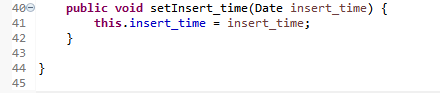 40 public void setInsert_time(Date insert_time) {
41 this.insert_time = insert_time;
42 }
43
44 }
45